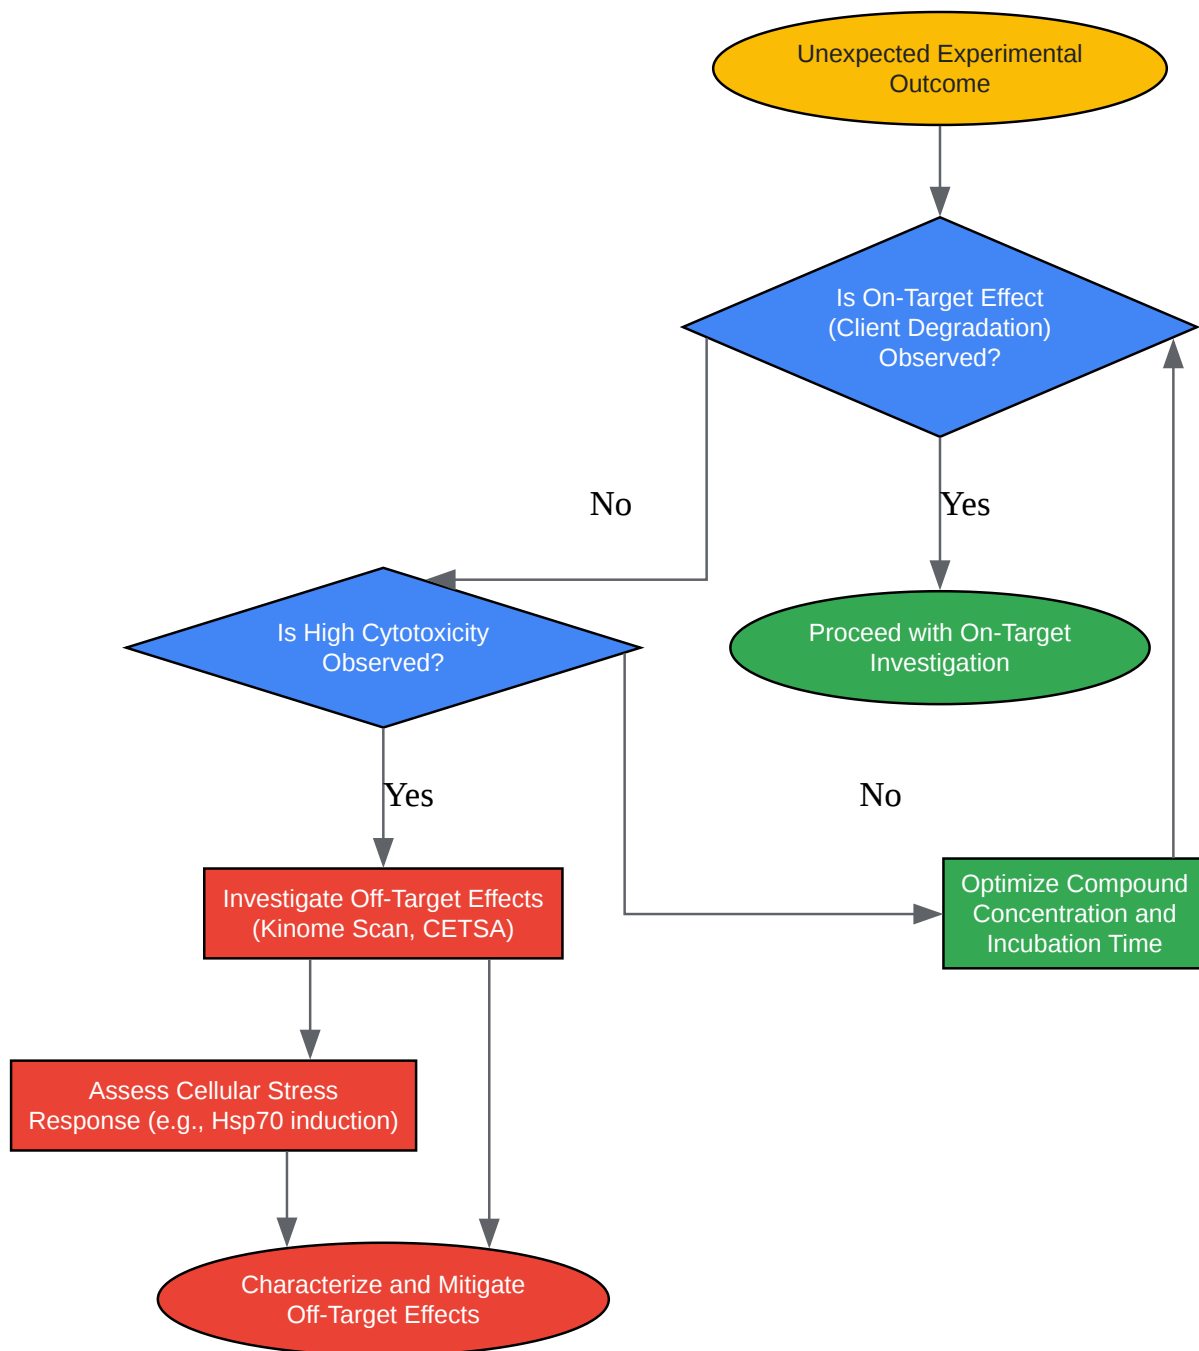 Unexpected Experimental
Outcome
Is On-Target Effect
(Client Degradation)
Observed?
No
Yes
Is High Cytotoxicity
Observed?
Proceed with On-Target
Investigation
Yes
No
Investigate Off-Target Effects
(Kinome Scan, CETSA)
Optimize Compound
Concentration and
Incubation Time
Assess Cellular Stress
Response (e.g., Hsp70 induction)
Characterize and Mitigate
Off-Target Effects